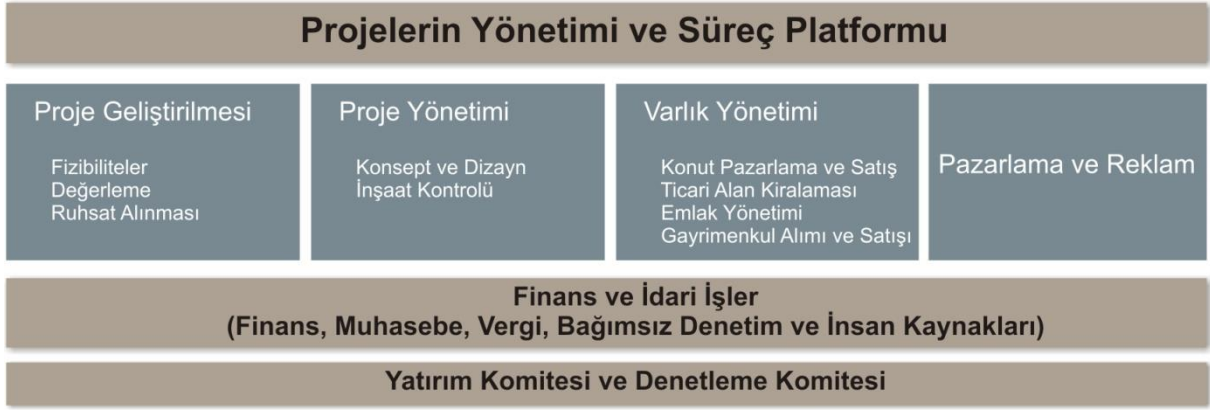 Projelerin Yönetimi ve Süreç Platformu
Proje Geliştirilmesi
Fizibiliteler
Değerleme
Ruhsat Alınması
Proje Yönetimi
Konsept ve Dizayn
İnşaat Kontrolü
Varlık Yönetimi
Konut Pazarlama ve Satış
Ticari Alan Kiralaması
Emlak Yönetimi
Gayrimenkul Alımı ve Satışı
Pazarlama ve Reklam
Finans ve İdari İşler
(Finans, Muhasebe, Vergi, Bağımsız Denetim ve İnsan Kaynakları)
Yatırım Komitesi ve Denetleme Komitesi